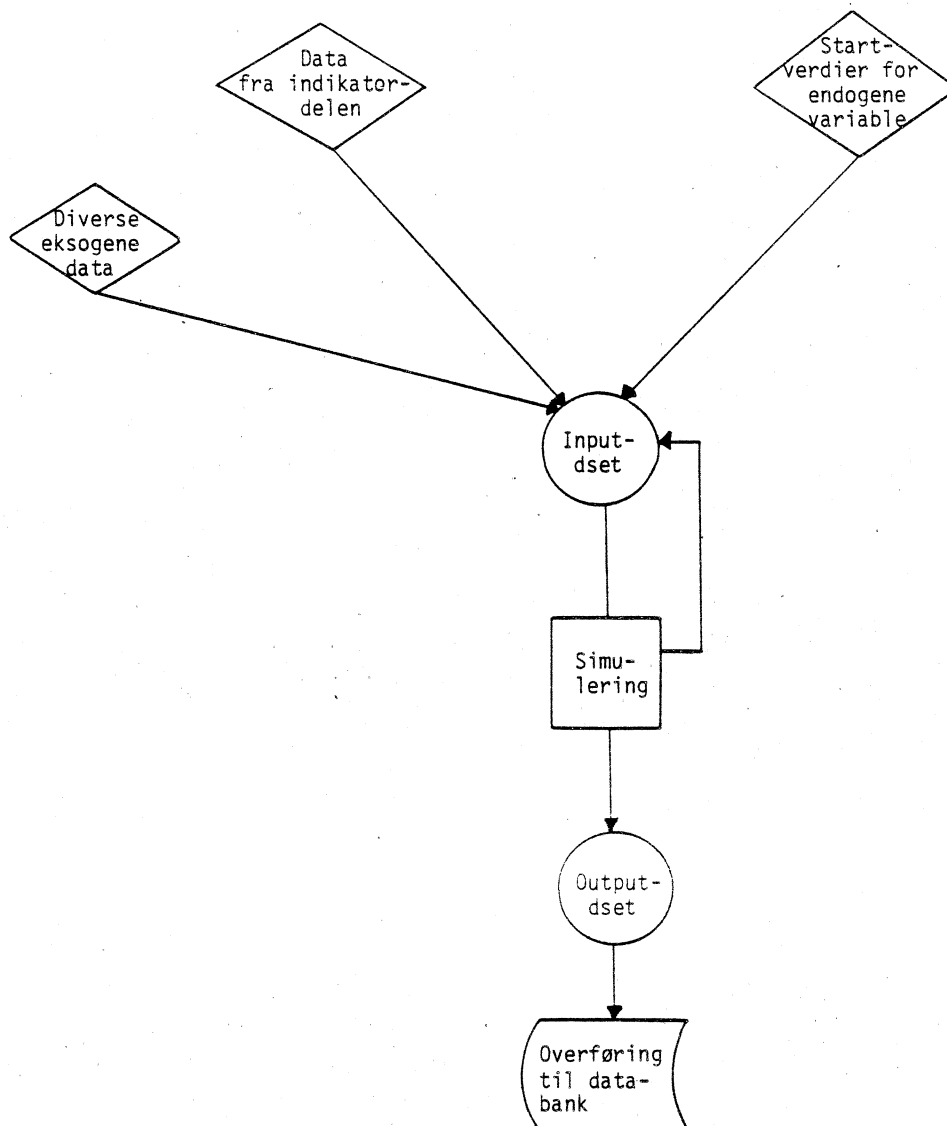 Data
fra indikator-
delen
Start-
verdier for
endogene
variable
Diverse
eksogene
data
Input-
dset
Simu-
lering
Output-
dset
Overføring
til data-
bank